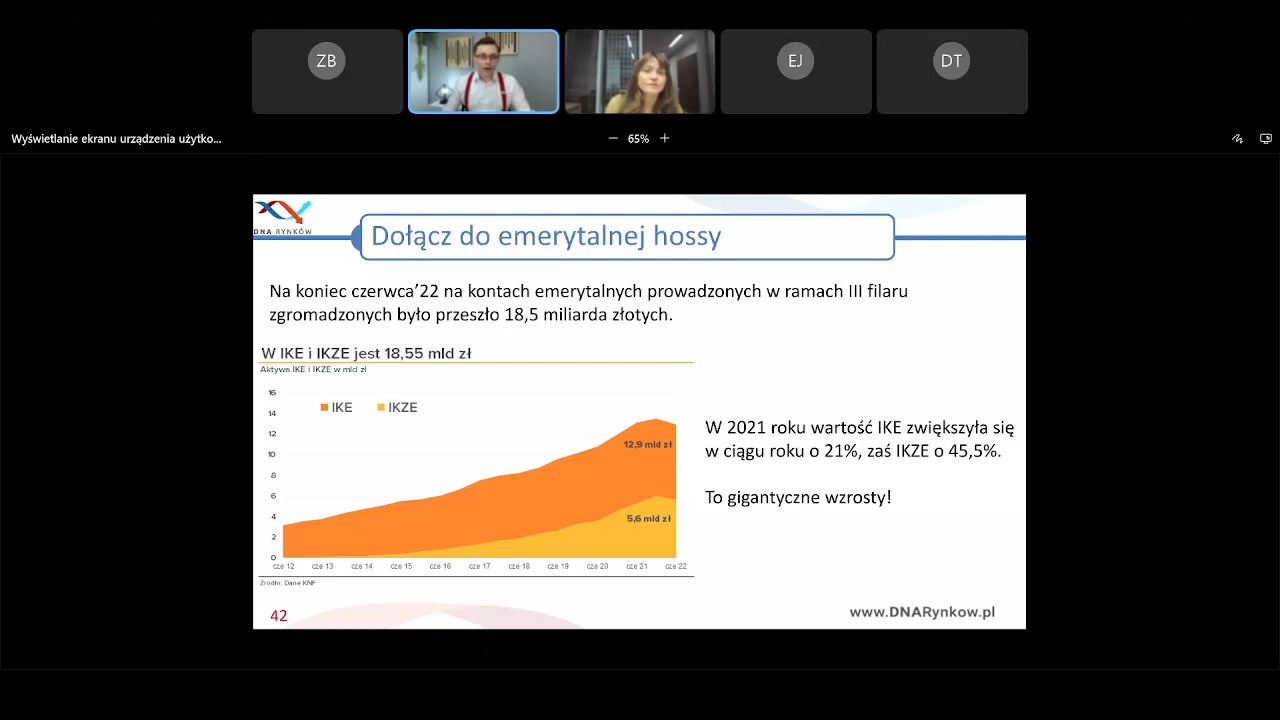 ZB
EJ
DT
Wyświetlanie ekranu urządzenia użytko...
65%
DNA RYNKÓW
Dołącz do emerytalnej hossy
Na koniec czerwca’22 na kontach emerytalnych prowadzonych w ramach III filaru
zgromadzonych było przeszło 18,5 miliarda złotych.
W IKE i IKZE jest 18,55 mld zł
Aktywa IKE i IKZE w mld zł
16
14
12
10
8
6
4
2
0
IKE
IKZE
12,9 mld zł
5,6 mld zł
cze 12 cze 13 cze 14 cze 15 cze 16 cze 17 cze 18 cze 19 cze 20 cze 21 cze 22
Źródło: Dane KNF
W 2021 roku wartość IKE zwiększyła się
w ciągu roku o 21%, zaś IKZE o 45,5%.
To gigantyczne wzrosty!
42
www.DNARynkow.pl